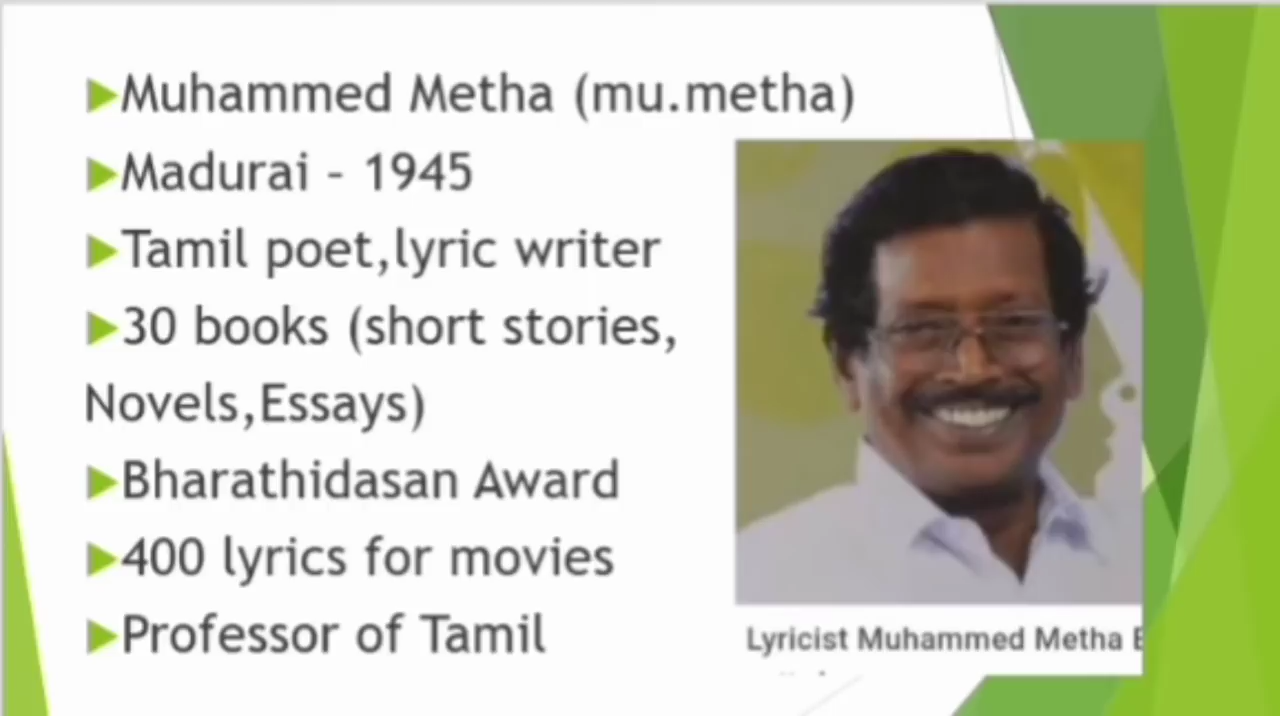 Muhammed Metha (mu.metha)
Madurai - 1945
Tamil poet,lyric writer
30 books (short stories,
Novels,Essays)
Bharathidasan Award
400 lyrics for movies
Professor of Tamil
Lyricist Muhammed Metha